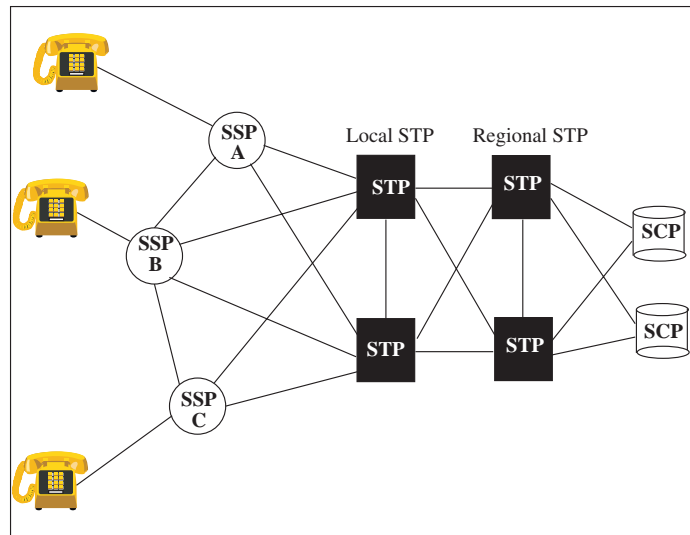 SSP
A
Local STP
Regional STP
STP
STP
SCP
SSP
B
STP
STP
SCP
SSP
C